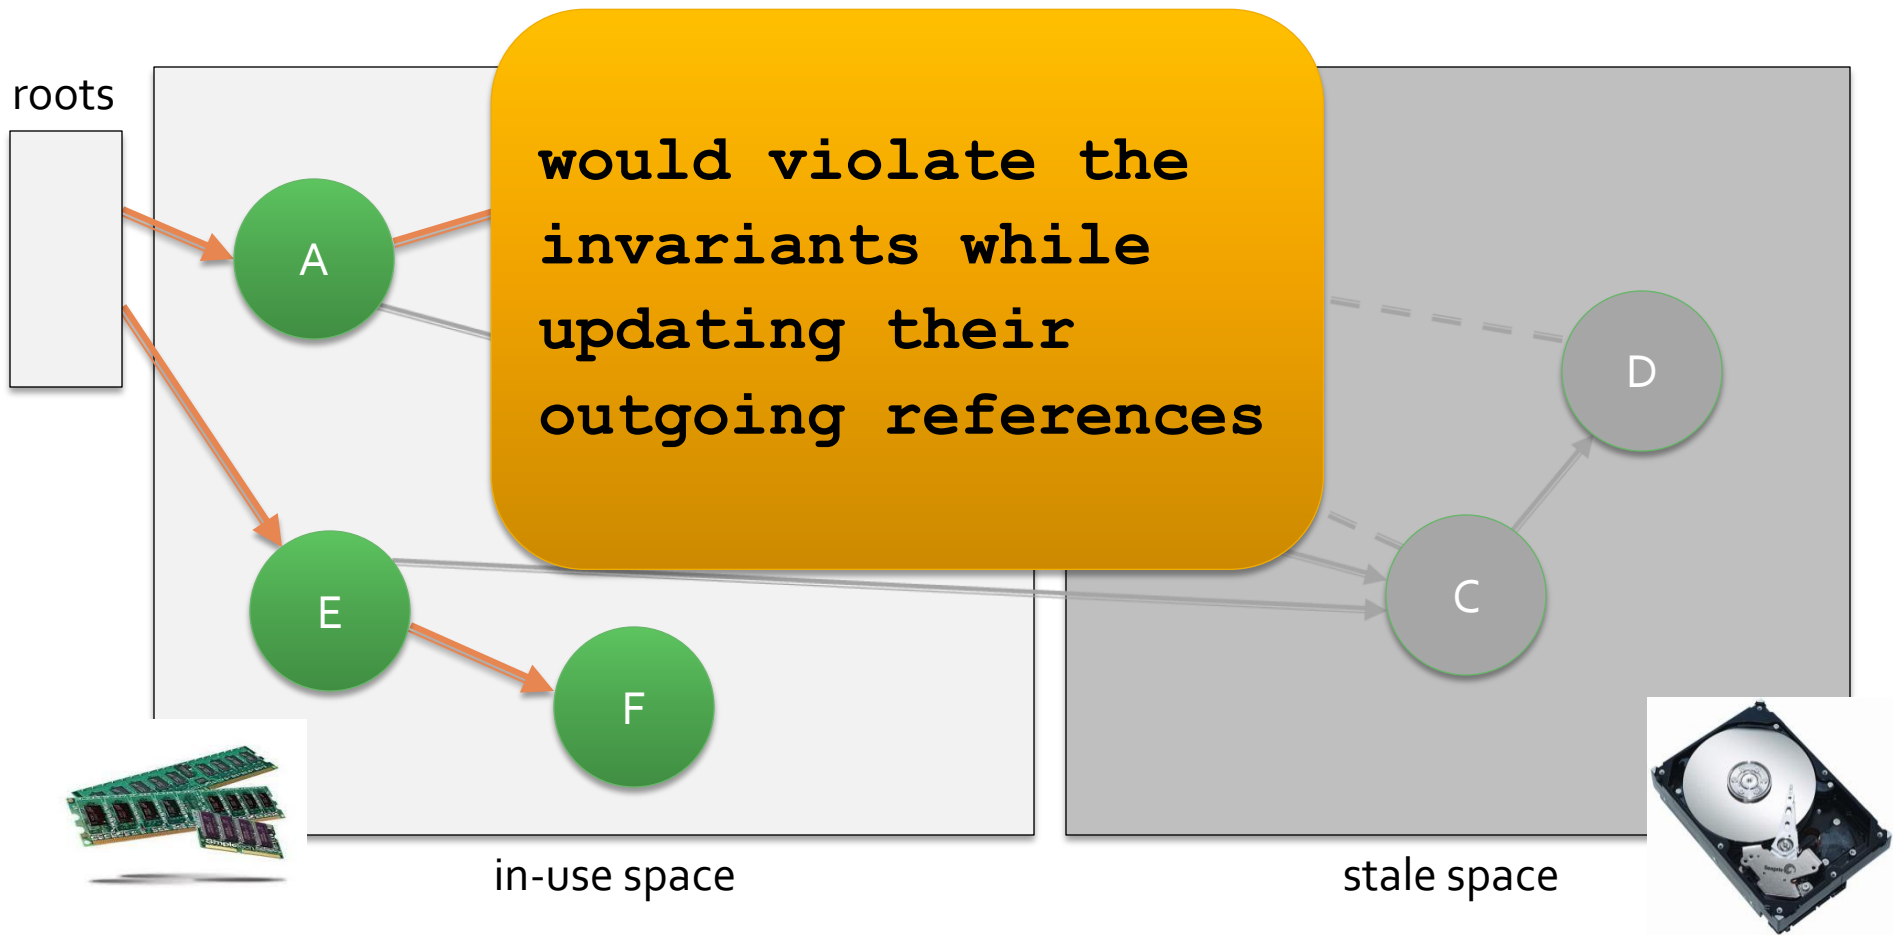 roots
would violate the
invariants while
updating their
outgoing references
A
D
C
E
F
in-use space
stale space